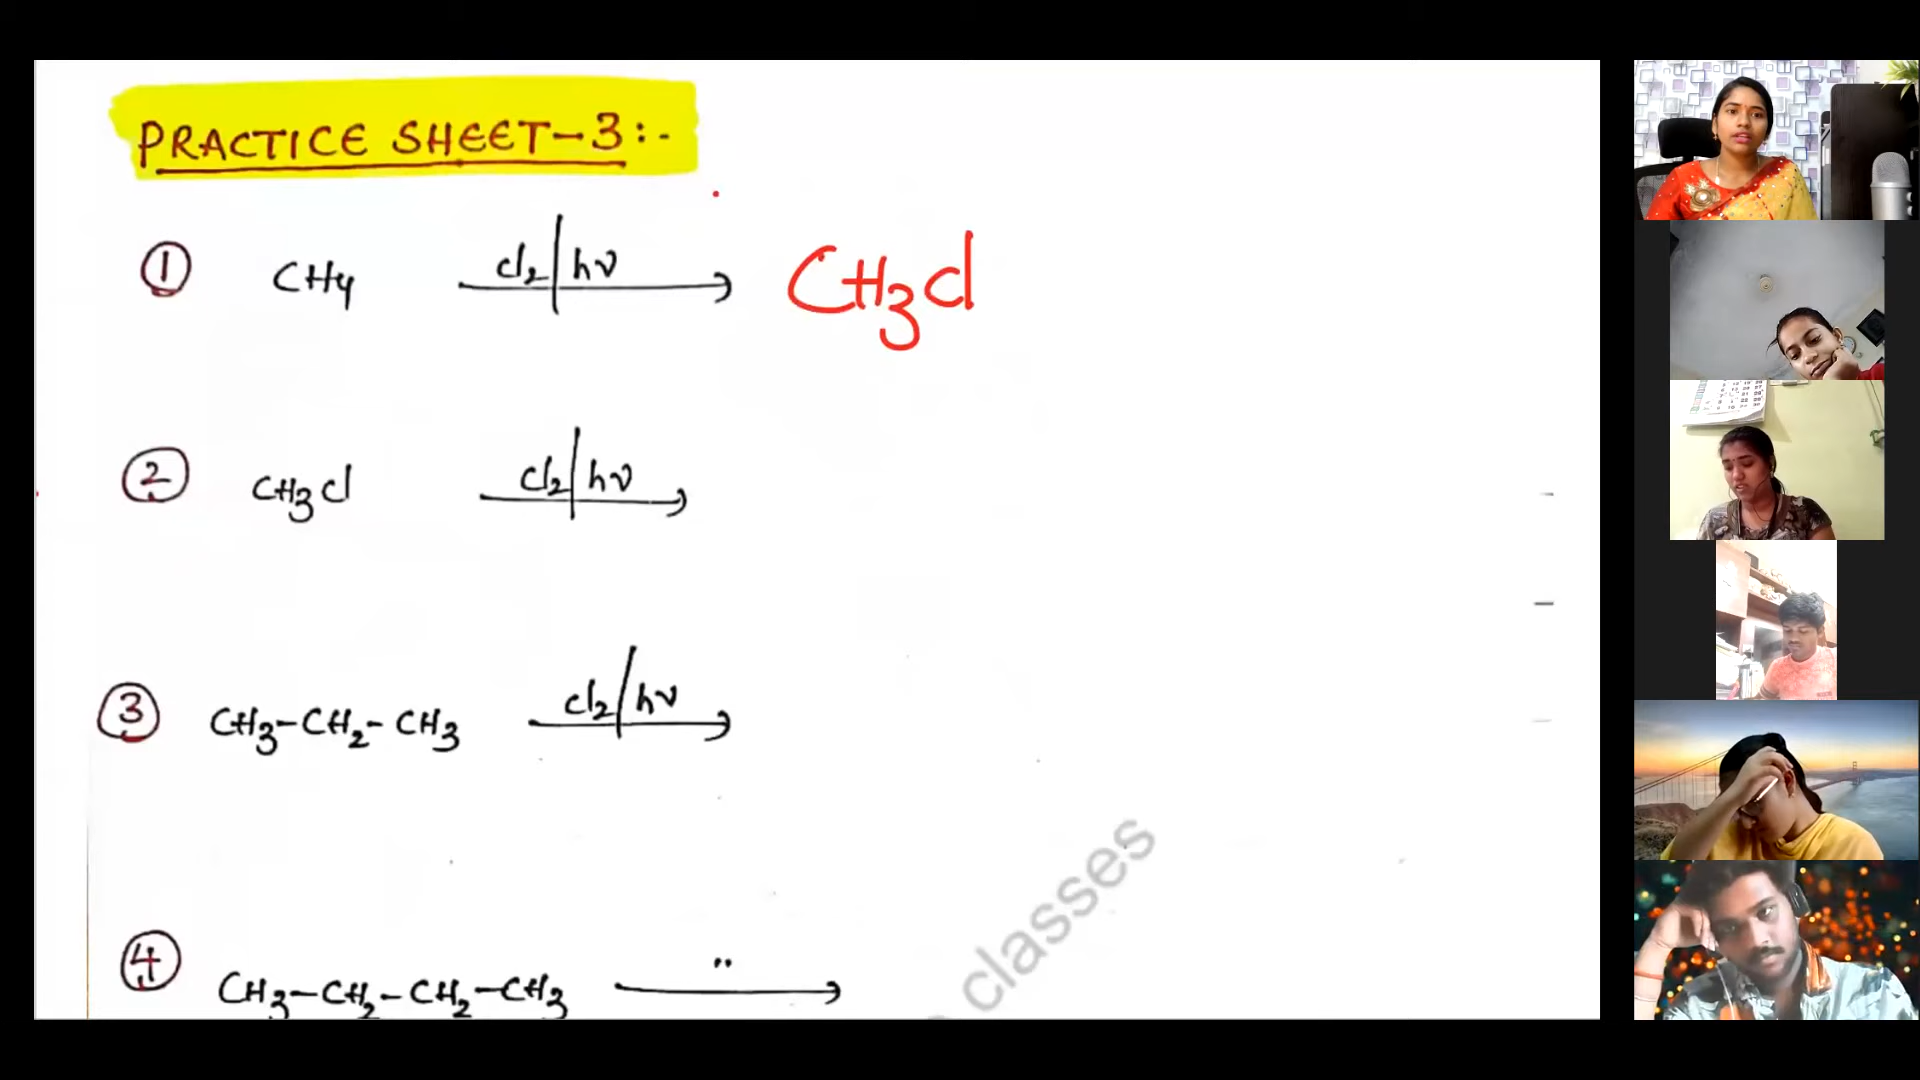 PRACTICE SHEET-3:-
① CH4 Cl2/hν CH3Cl
② CH3Cl Cl2/hν
③ CH3-CH2-CH3 Cl2/hν
④ CH3-CH2-CH2-CH3 ,,
classes